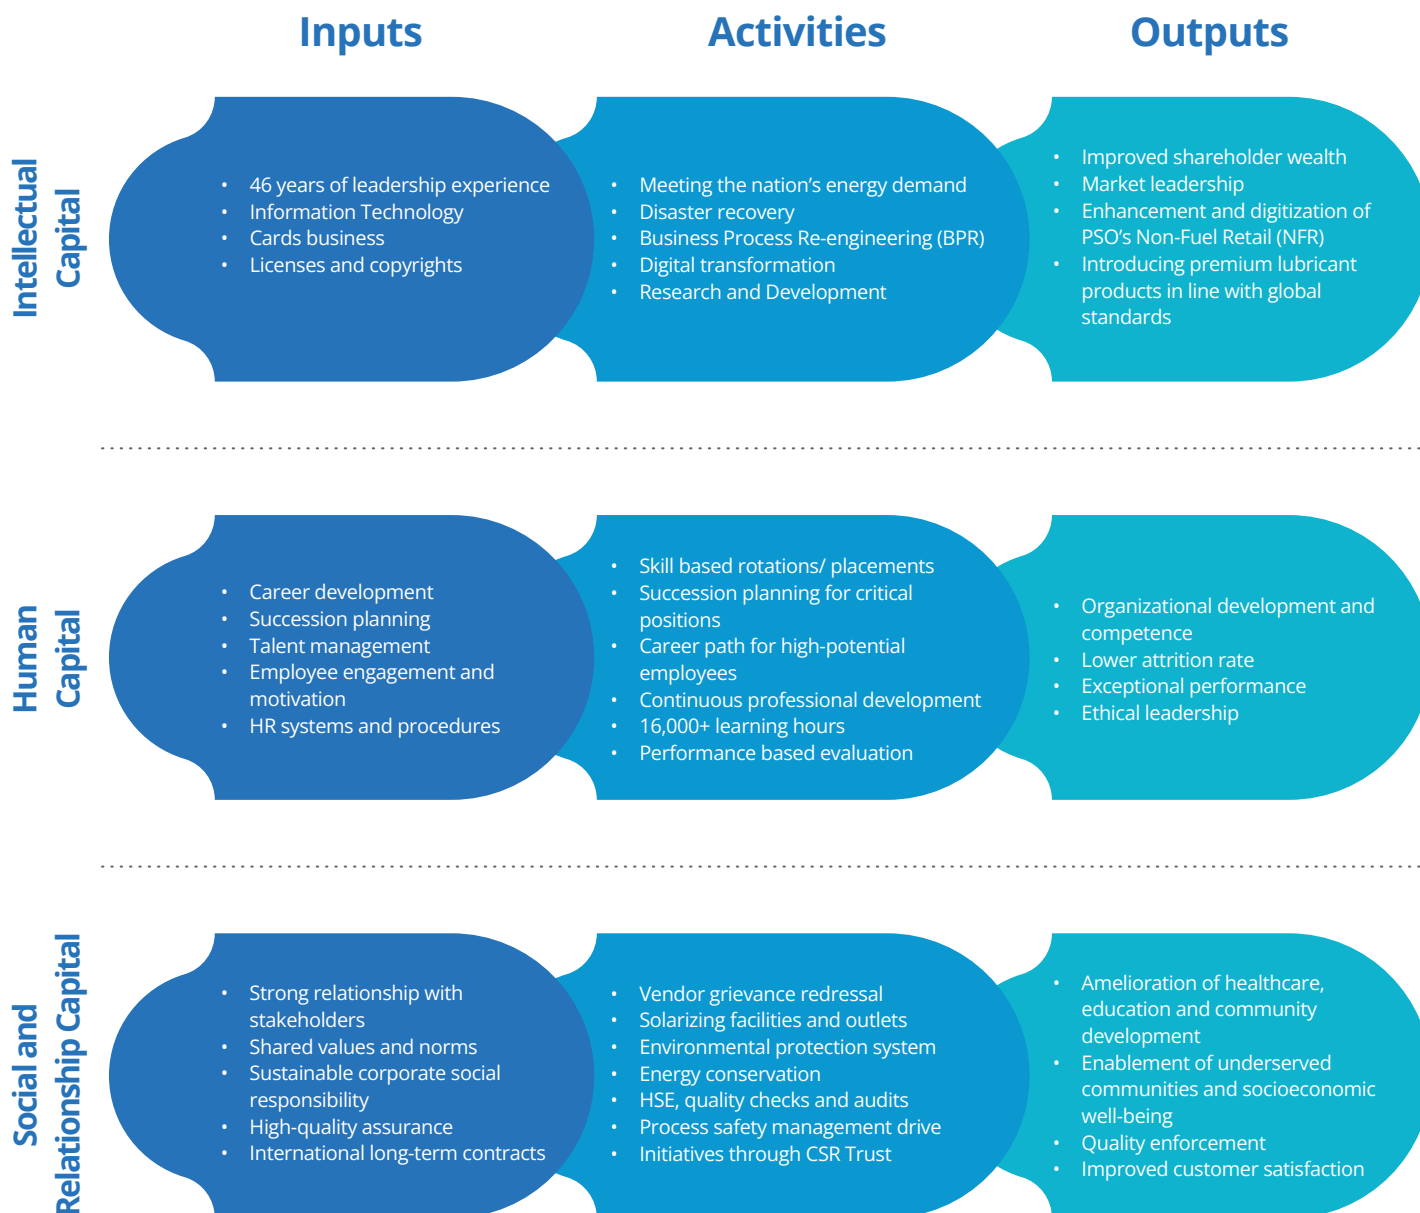 Inputs
Activities
Outputs
Intellectual
Capital
• 46 years of leadership experience
• Information Technology
• Cards business
• Licenses and copyrights
• Meeting the nation’s energy demand
• Disaster recovery
• Business Process Re-engineering (BPR)
• Digital transformation
• Research and Development
• Improved shareholder wealth
• Market leadership
• Enhancement and digitization of
PSO’s Non-Fuel Retail (NFR)
• Introducing premium lubricant
products in line with global
standards
Human
Capital
• Career development
• Succession planning
• Talent management
• Employee engagement and
motivation
• HR systems and procedures
• Skill based rotations/ placements
• Succession planning for critical
positions
• Career path for high-potential
employees
• Continuous professional development
• 16,000+ learning hours
• Performance based evaluation
• Organizational development and
competence
• Lower attrition rate
• Exceptional performance
• Ethical leadership
Social and
Relationship Capital
• Strong relationship with
stakeholders
• Shared values and norms
• Sustainable corporate social
responsibility
• High-quality assurance
• International long-term contracts
• Vendor grievance redressal
• Solarizing facilities and outlets
• Environmental protection system
• Energy conservation
• HSE, quality checks and audits
• Process safety management drive
• Initiatives through CSR Trust
• Amelioration of healthcare,
education and community
development
• Enablement of underserved
communities and socioeconomic
well-being
• Quality enforcement
• Improved customer satisfaction